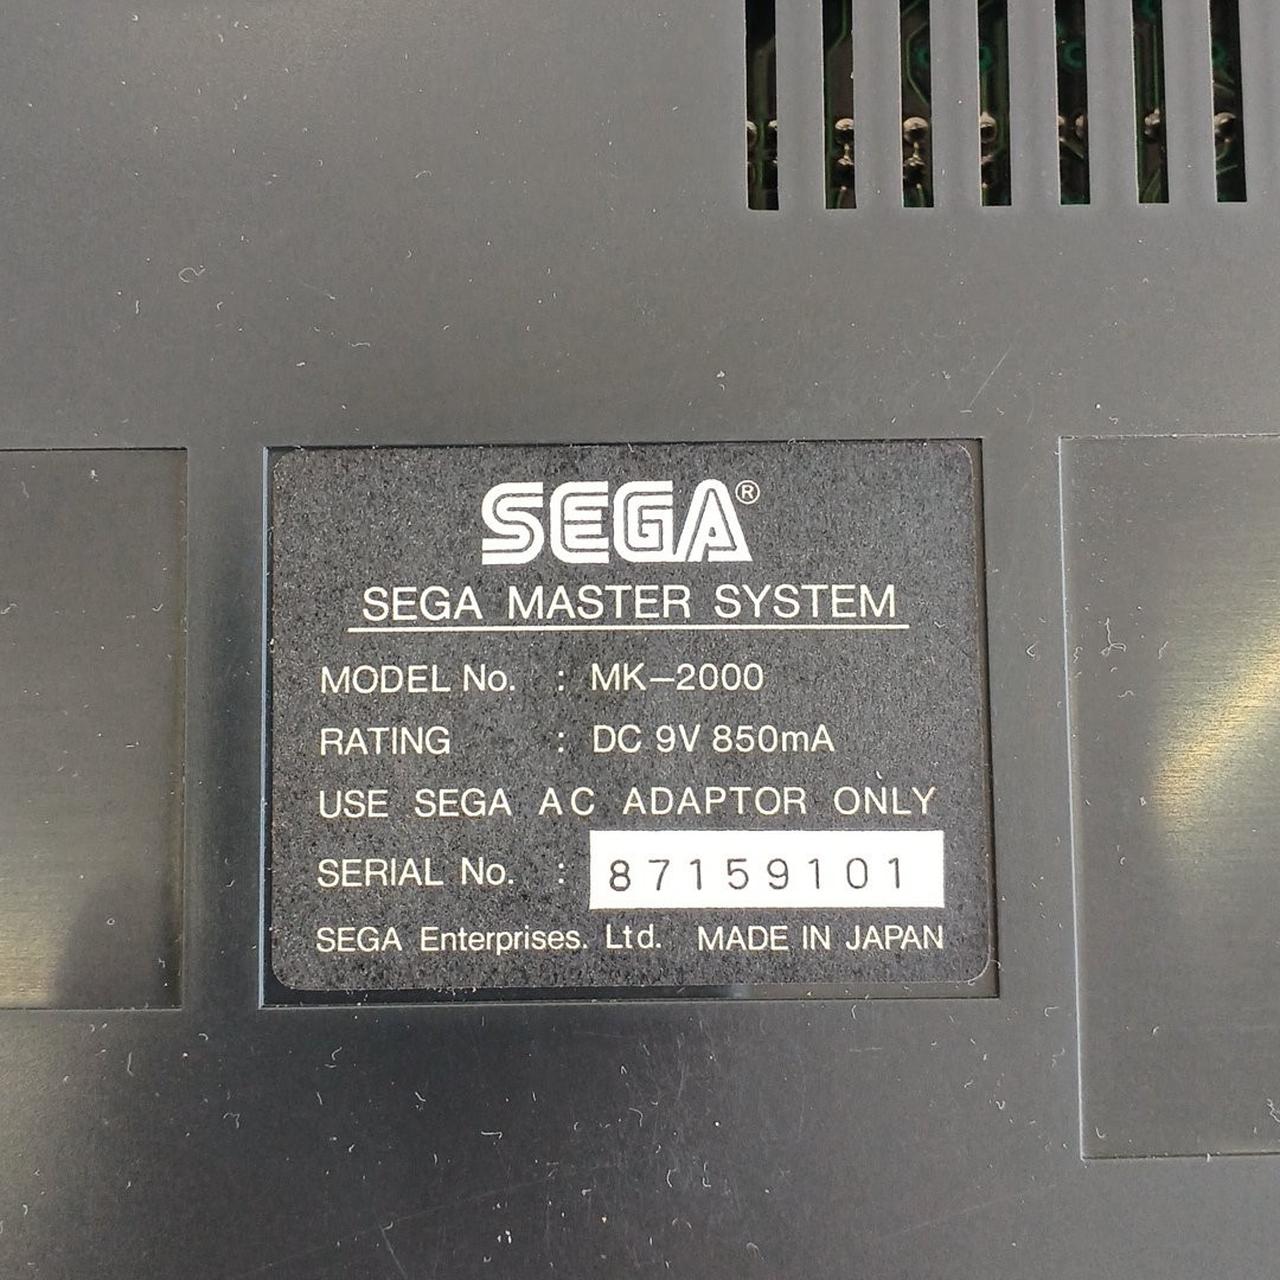 SEGA®
SEGA MASTER SYSTEM
MODEL No. : MK-2000
RATING : DC 9V 850mA
USE SEGA AC ADAPTOR ONLY
SERIAL No. : 87159101
SEGA Enterprises. Ltd. MADE IN JAPAN